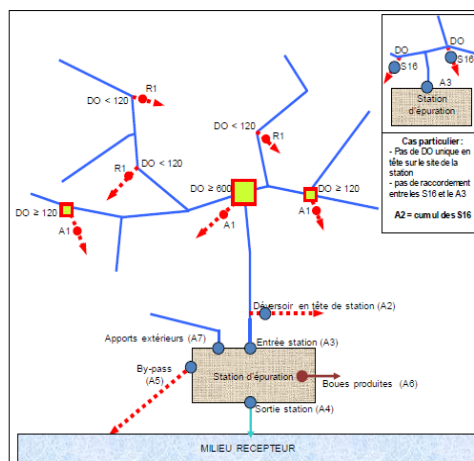 DO
DO
S16
S16
A3
Station
d'épuration
Cas particulier :
- Pas de DO unique en
tête sur le site de la
station
- pas de raccordement
entre les S16 et le A3
A2 = cumul des S16
R1
DO < 120
DO < 120
R1
R1
DO < 120
DO ≥ 600
DO ≥ 120
DO ≥ 120
A1
A1
A1
Déversoir en tête de station (A2)
Apports extérieurs (A7)
Entrée station (A3)
By-pass
(A5)
Station d'épuration
Boues produites (A6)
Sortie station (A4)
MILIEU RECEPTEUR